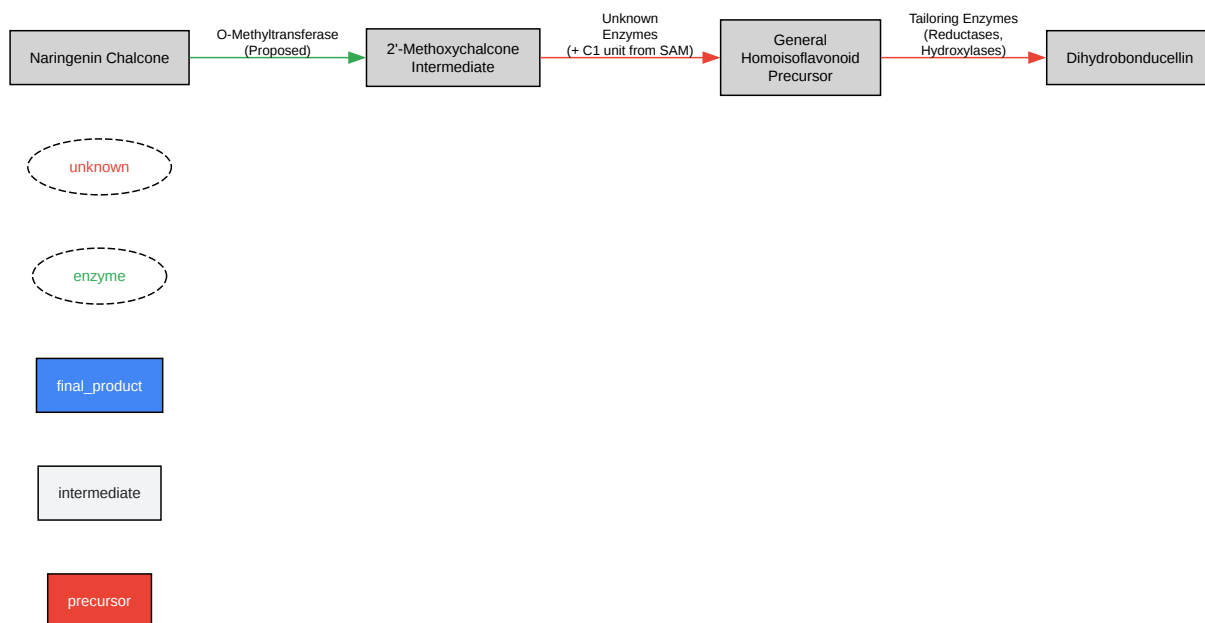 Naringenin Chalcone
O-Methyltransferase
(Proposed)
2'-Methoxychalcone
Intermediate
Unknown
Enzymes
(+ C1 unit from SAM)
General
Homoisoflavonoid
Precursor
Tailoring Enzymes
(Reductases,
Hydroxylases)
Dihydrobonducellin
unknown
enzyme
final_product
intermediate
precursor